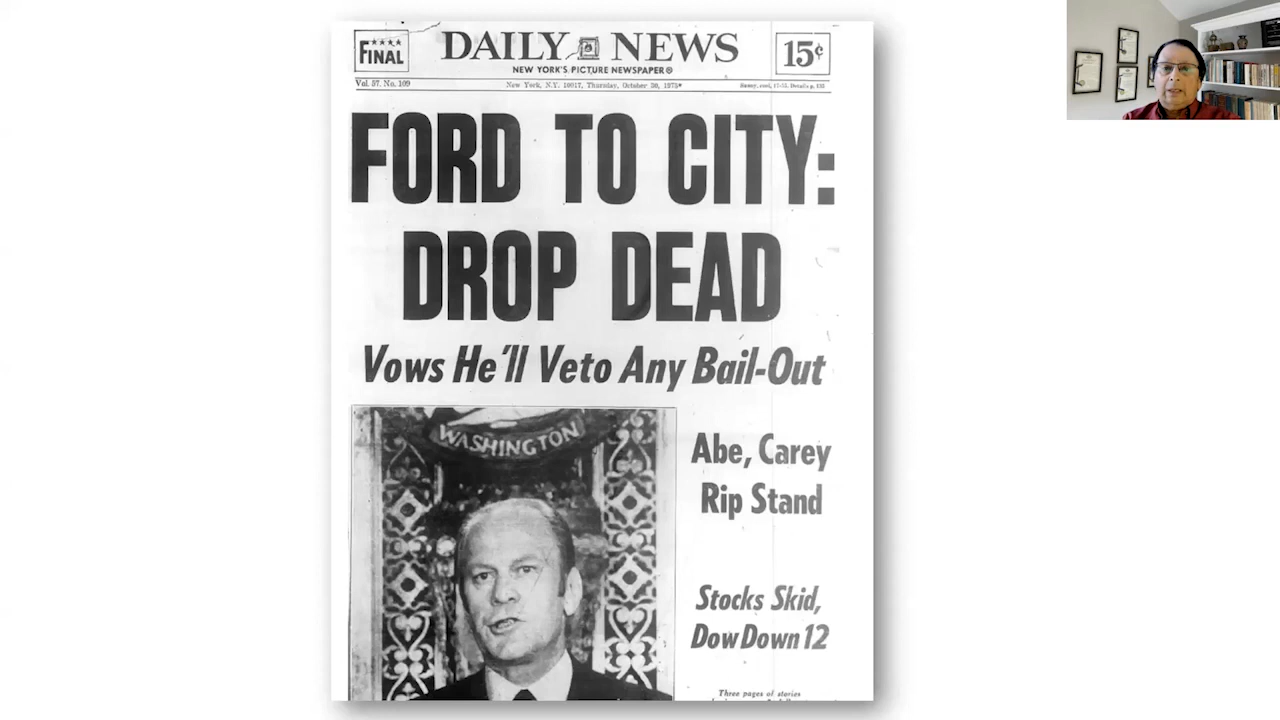 ★★★★
FINAL
DAILY NEWS
NEW YORK'S PICTURE NEWSPAPER®
15¢
Vol. 57. No. 109
New York, N.Y. 10017, Thursday, October 30, 1975*
FORD TO CITY:
DROP DEAD
Vows He'll Veto Any Bail-Out
WASHINGTON
Abe, Carey
Rip Stand
Stocks Skid,
Dow Down 12
Three pages of stories